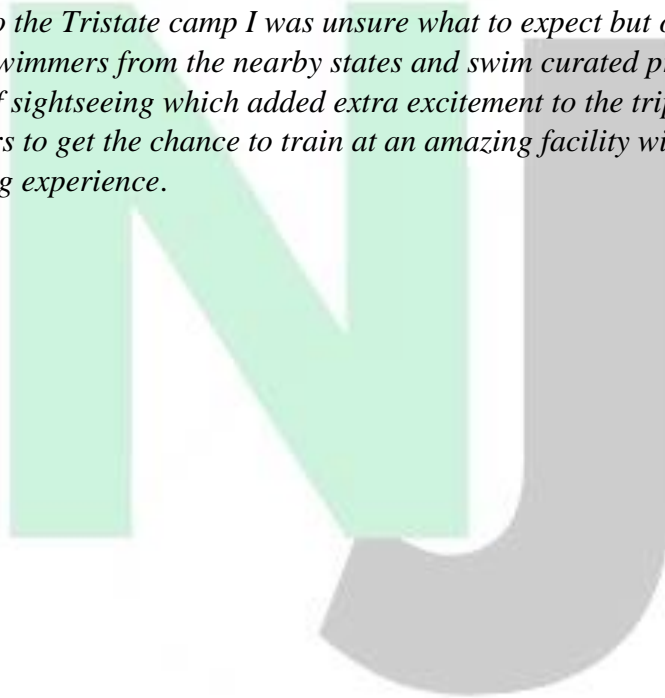 o the Tristate camp I was unsure what to expect but
wimmers from the nearby states and swim curated
f sightseeing which added extra excitement to the trip
rs to get the chance to train at an amazing facility
g experience.
NJ